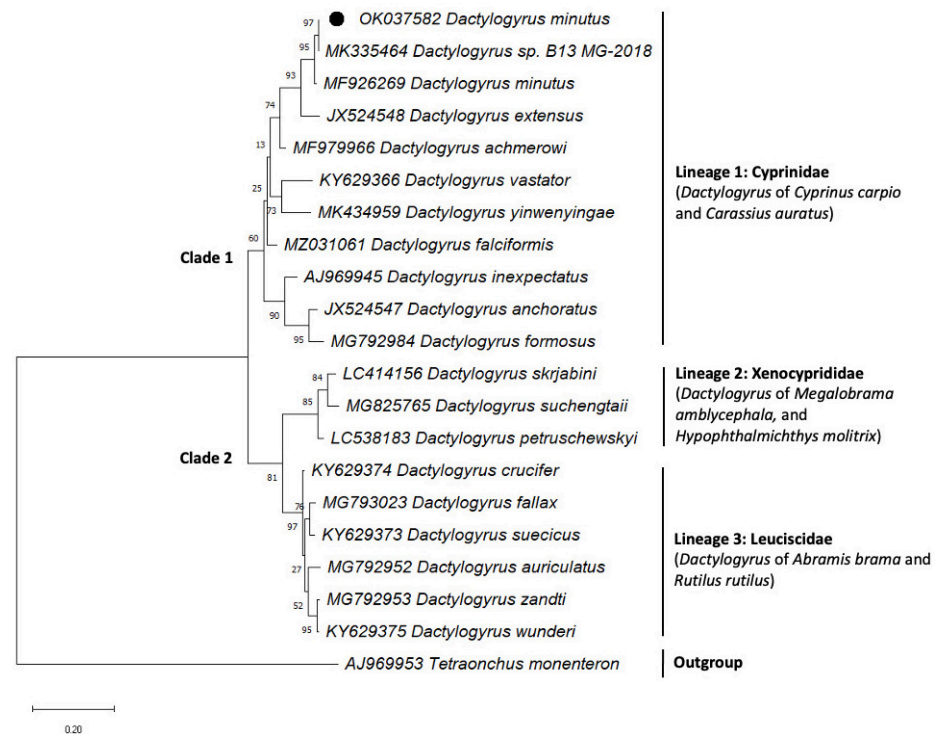 97
OK037582 Dactylogyrus minutus
95
MK335464 Dactylogyrus sp. B13 MG-2018
93
MF926269 Dactylogyrus minutus
74
JX524548 Dactylogyrus extensus
13
MF979966 Dactylogyrus achmerowi
25
KY629366 Dactylogyrus vastator
73
MK434959 Dactylogyrus yinwenyingae
60
MZ031061 Dactylogyrus falciformis
Clade 1
AJ969945 Dactylogyrus inexpectatus
90
JX524547 Dactylogyrus anchoratus
95
MG792984 Dactylogyrus formosus
Lineage 1: Cyprinidae
(Dactylogyrus of Cyprinus carpio
and Carassius auratus)
84
LC414156 Dactylogyrus skrjabini
85
MG825765 Dactylogyrus suchengtaii
LC538183 Dactylogyrus petruschewskyi
Lineage 2: Xenocyprididae
(Dactylogyrus of Megalobrama
amblycephala, and
Hypophthalmichthys molitrix)
Clade 2
81
KY629374 Dactylogyrus crucifer
76
MG793023 Dactylogyrus fallax
97
KY629373 Dactylogyrus suecicus
27
MG792952 Dactylogyrus auriculatus
52
MG792953 Dactylogyrus zandti
95
KY629375 Dactylogyrus wunderi
Lineage 3: Leuciscidae
(Dactylogyrus of Abramis brama and
Rutilus rutilus)
AJ969953 Tetraonchus monenteron
Outgroup
0.20